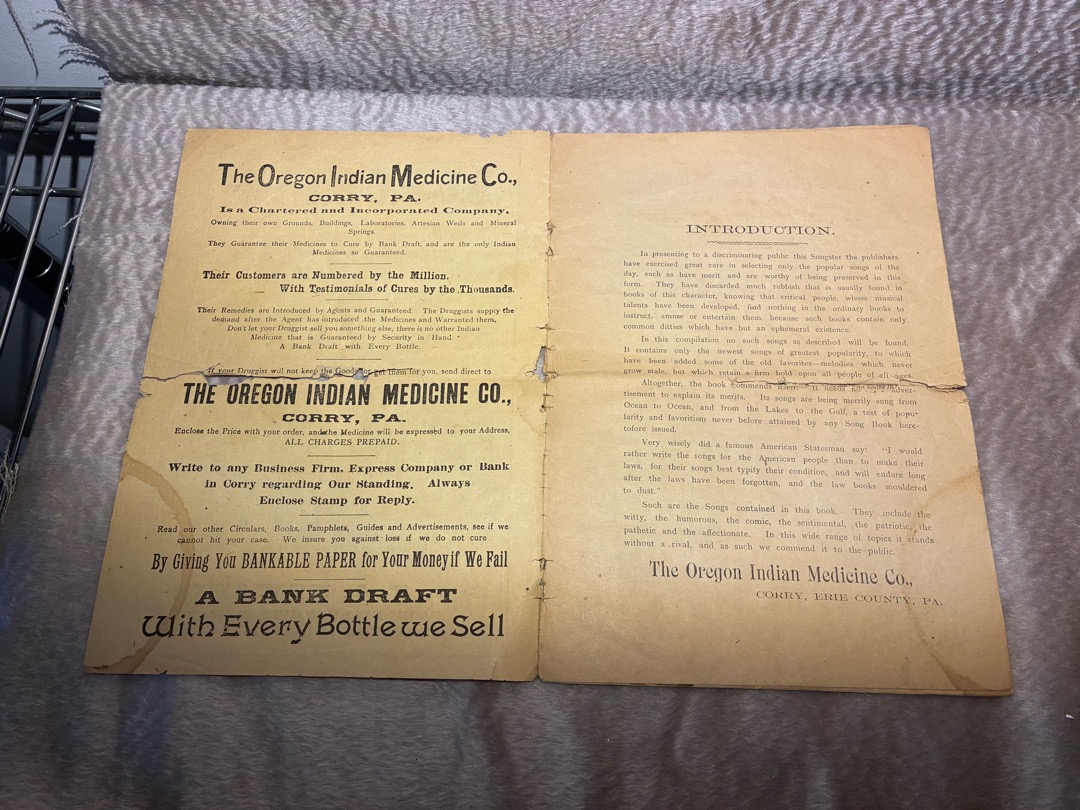 The Oregon Indian Medicine Co.,
CORRY, PA.
Is a Chartered and Incorporated Company,
Owning their own Grounds, Buildings, Laboratories, Artesian Wells and Mineral
Springs.
They Guarantee their Medicines to Cure by Bank Draft, and are the only Indian
Medicines so Guaranteed.
Their Customers are Numbered by the Million.
With Testimonials of Cures by the Thousands.
Their Remedies are Introduced by Agents and Guaranteed. The Druggists supply the
demand after the Agent has introduced the Medicines and Warranted them,
Don't let your Druggist sell you something else, there is no other Indian
Medicine that is Guaranteed by Security in Hand.
A Bank Draft with Every Bottle.
If your Druggist will not keep the Goods or get them for you, send direct to
THE OREGON INDIAN MEDICINE CO.,
CORRY, PA.
Enclose the Price with your order, and the Medicine will be expressed to your Address,
ALL CHARGES PREPAID.
Write to any Business Firm, Express Company or Bank
in Corry regarding Our Standing. Always
Enclose Stamp for Reply.
Read our other Circulars, Books, Pamphlets, Guides and Advertisements, see if we
cannot hit your case. We insure you against loss if we do not cure
By Giving You BANKABLE PAPER for Your Money if We Fail
A BANK DRAFT
With Every Bottle we Sell
INTRODUCTION.
In presenting to a discriminating public this Songster the publishers
have exercised great care in selecting only the popular songs of the
day, such as have merit and are worthy of being preserved in this
form. They have discarded much rubbish that is usually found in
books of this character, knowing that critical people, whose musical
talents have been developed, find nothing in the ordinary books to
instruct, amuse or entertain them, because such books contain only
common ditties which have but an ephemeral existence.
In this compilation no such songs as described will be found.
It contains only the newest songs of greatest popularity, to which
have been added some of the old favorites—melodies which never
grow stale, but which retain a firm hold upon all people of all ages.
Altogether, the book commends itself. It needs no adver-
tisement to explain its merits. Its songs are being merrily sung from
Ocean to Ocean, and from the Lakes to the Gulf, a test of popu-
larity and favoritism never before attained by any Song Book here-
tofore issued.
Very wisely did a famous American Statesman say: "I would
rather write the songs for the American people than to make their
laws, for their songs best typify their condition, and will endure long
after the laws have been forgotten, and the law books mouldered
to dust."
Such are the Songs contained in this book. They include the
witty, the humorous, the comic, the sentimental, the patriotic, the
pathetic and the affectionate. In this wide range of topics it stands
without a rival, and as such we commend it to the public.
The Oregon Indian Medicine Co.,
CORRY, ERIE COUNTY, PA.